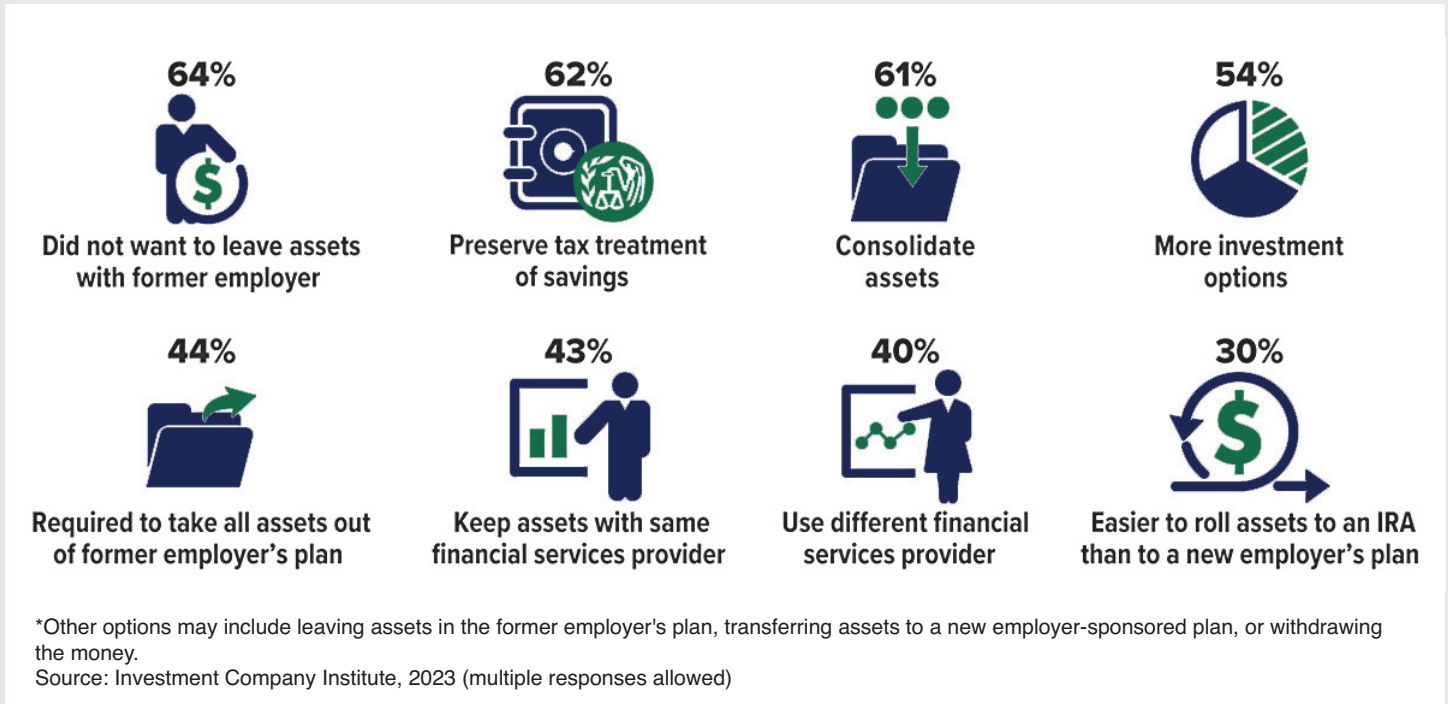 64%
Did not want to leave assets
with former employer
62%
Preserve tax treatment
of savings
61%
Consolidate
assets
54%
More investment
options
44%
Required to take all assets out
of former employer’s plan
43%
Keep assets with same
financial services provider
40%
Use different financial
services provider
30%
Easier to roll assets to an IRA
than to a new employer’s plan
*Other options may include leaving assets in the former employer's plan, transferring assets to a new employer-sponsored plan, or withdrawing
the money.
Source: Investment Company Institute, 2023 (multiple responses allowed)